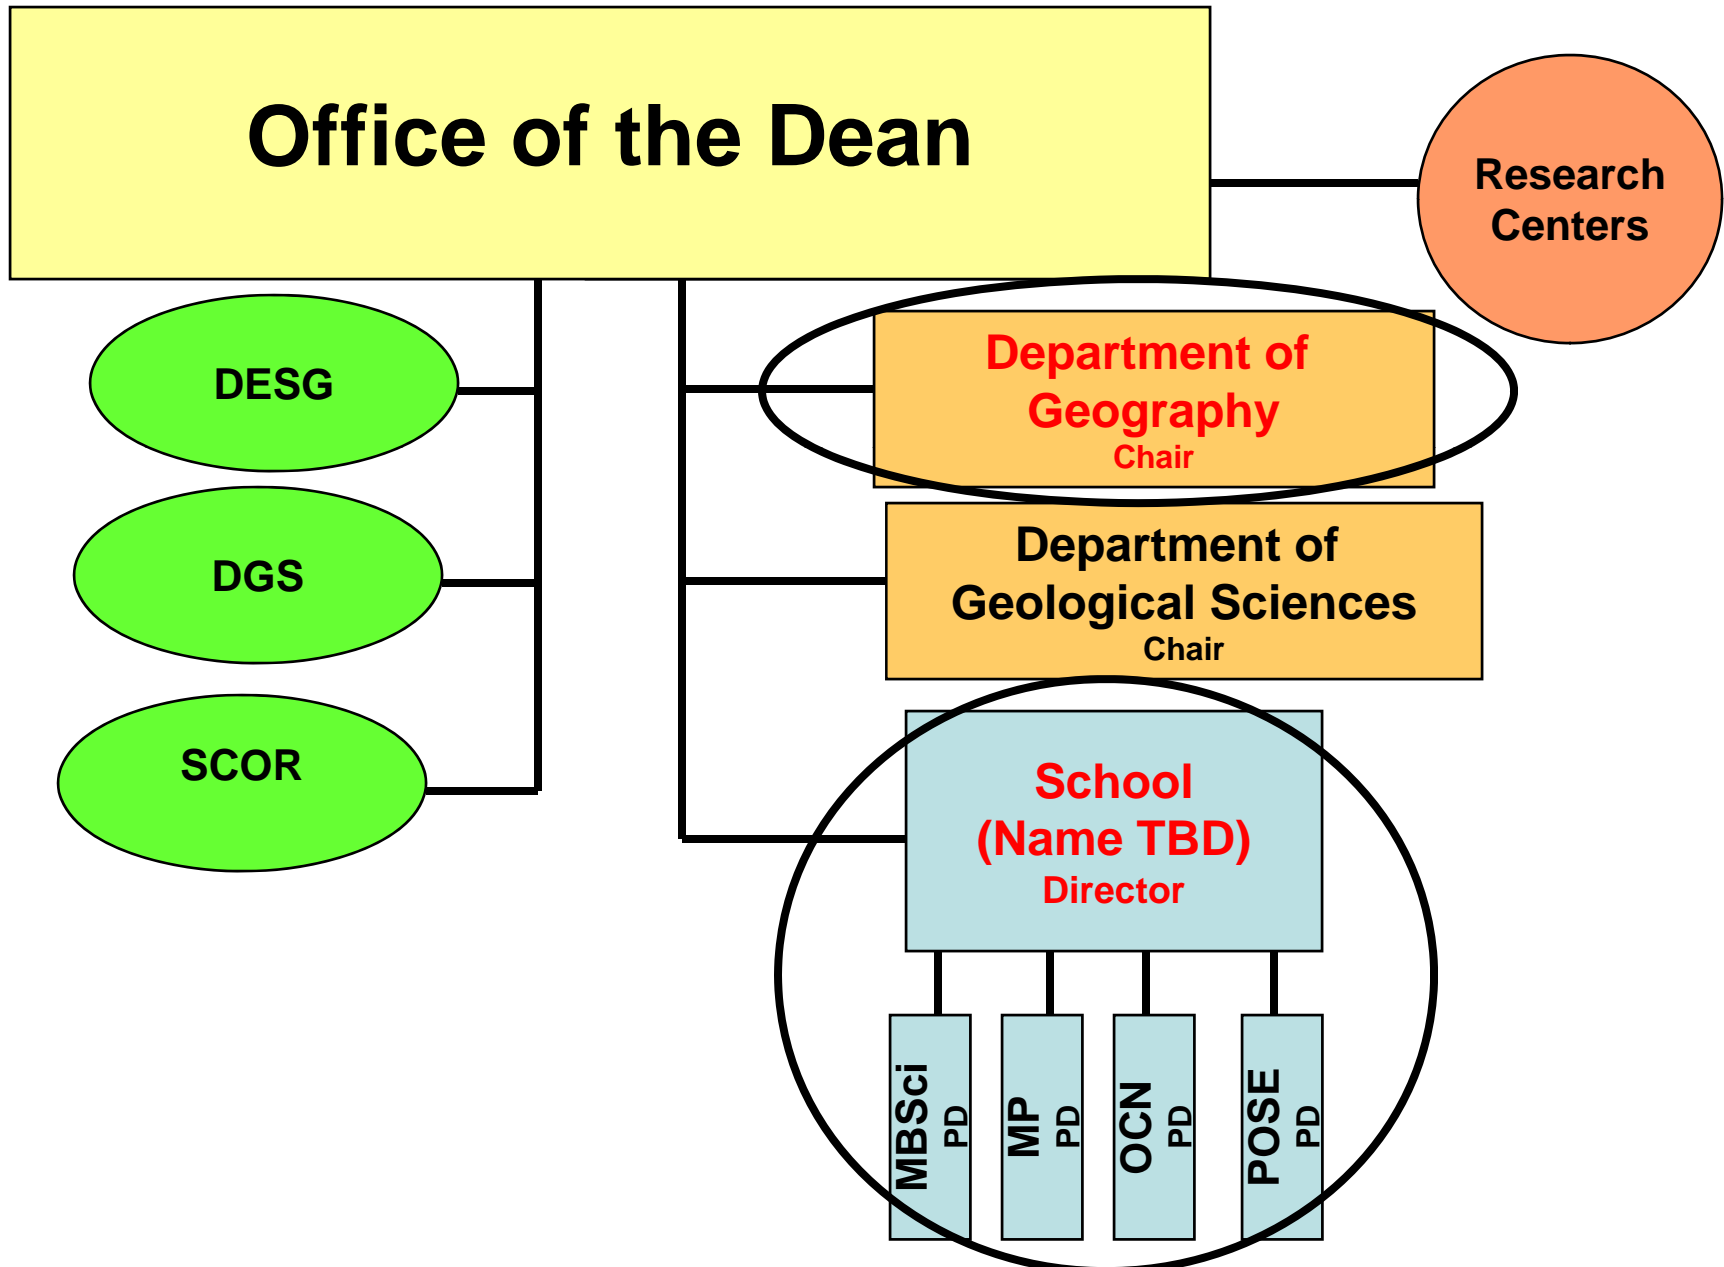 Office of the Dean
Research
Centers
DESG
DGS
SCOR
Department of
Geography
Chair
Department of
Geological Sciences
Chair
School
(Name TBD)
Director
MBSci
PD
MP
PD
OCN
PD
POSE
PD